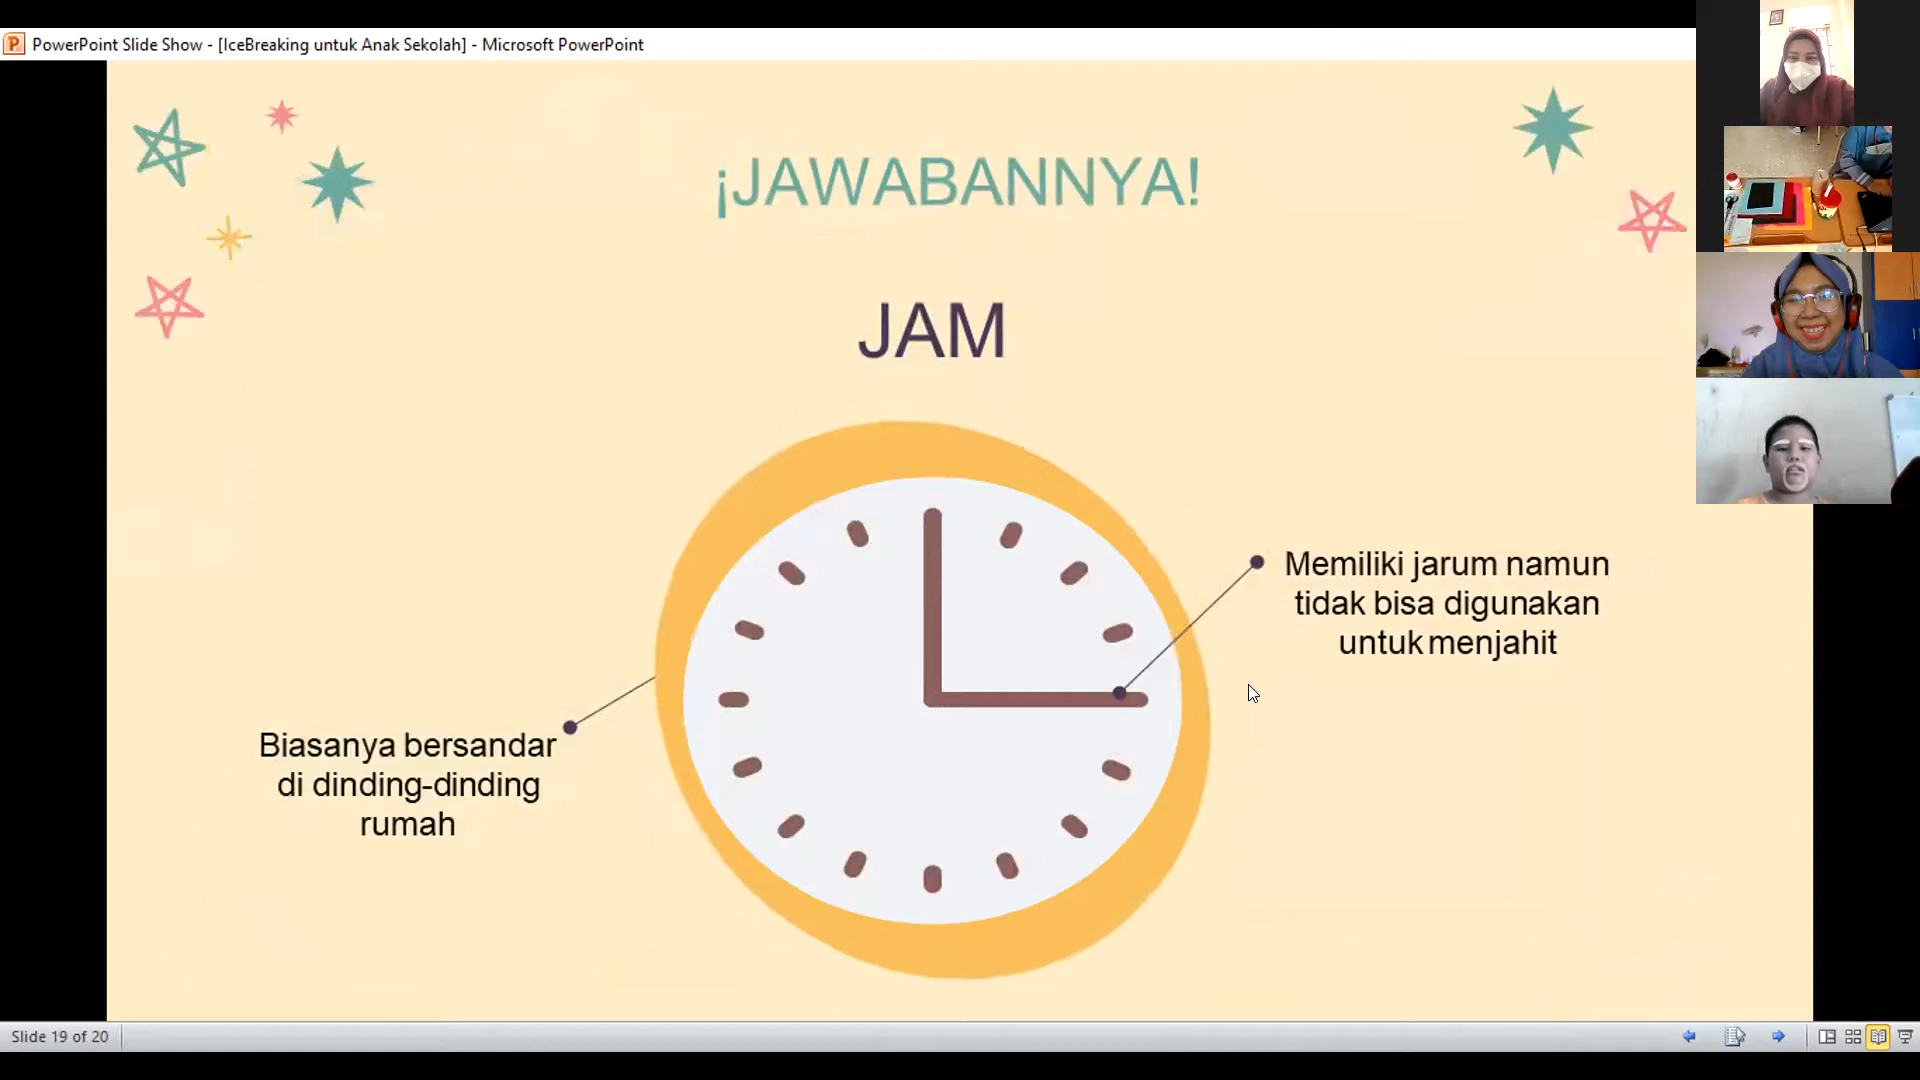 PowerPoint Slide Show - [IceBreaking untuk Anak Sekolah] - Microsoft PowerPoint
¡JAWABANNYA!
JAM
Memiliki jarum namun
tidak bisa digunakan
untuk menjahit
Biasanya bersandar
di dinding-dinding
rumah
Slide 19 of 20